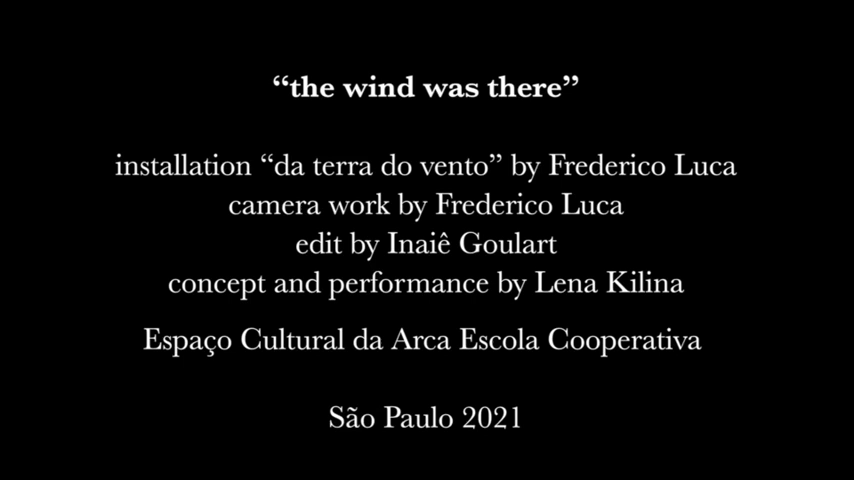 “the wind was there”
installation “da terra do vento” by Frederico Luca
camera work by Frederico Luca
edit by Inaiê Goulart
concept and performance by Lena Kilina
Espaço Cultural da Arca Escola Cooperativa
São Paulo 2021